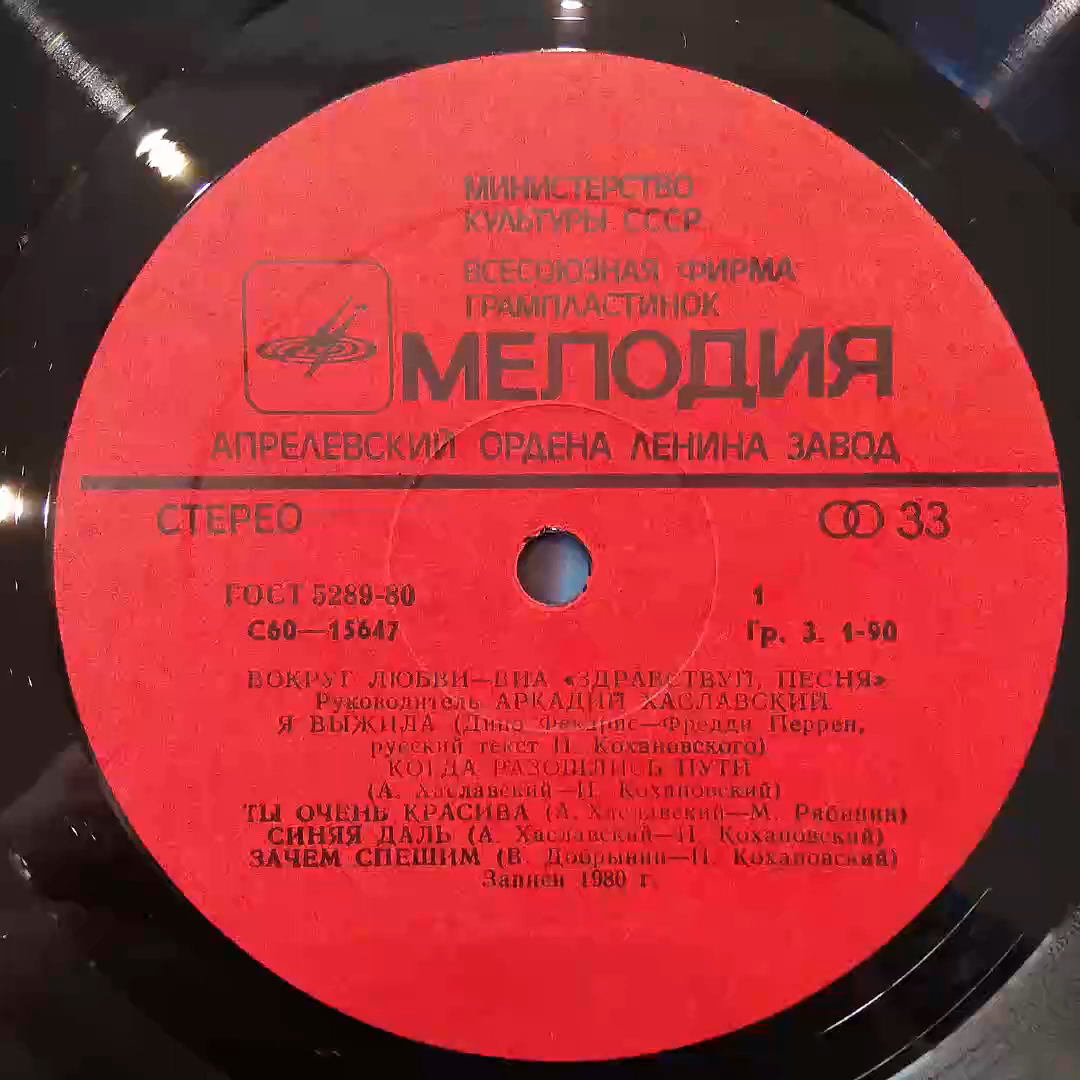 МИНИСТЕРСТВО
КУЛЬТУРЫ СССР
ВСЕСОЮЗНАЯ ФИРМА
ГРАМПЛАСТИНОК
МЕЛОДИЯ
АПРЕЛЕВСКИЙ ОРДЕНА ЛЕНИНА ЗАВОД
СТЕРЕО 33
ГОСТ 5289-80 1
С60—15647 Гр. 3. 1-90
ВОКРУГ ЛЮБВИ—ВИА «ЗДРАВСТВУЙ, ПЕСНЯ»
Руководитель АРКАДИЙ ХАСЛАВСКИЙ
Я ВЫЖИЛА (Дино Фекарис—Фредди Перрен,
русский текст И. Кохановского)
КОГДА РАЗОШЛИСЬ ПУТИ
(А. Хаславский—И. Кохановский)
ТЫ ОЧЕНЬ КРАСИВА (А. Хаславский—М. Рябинин)
СИНЯЯ ДАЛЬ (А. Хаславский—И. Кохановский)
ЗАЧЕМ СПЕШИМ (В. Добрынин—И. Кохановский)
Записи 1980 г.